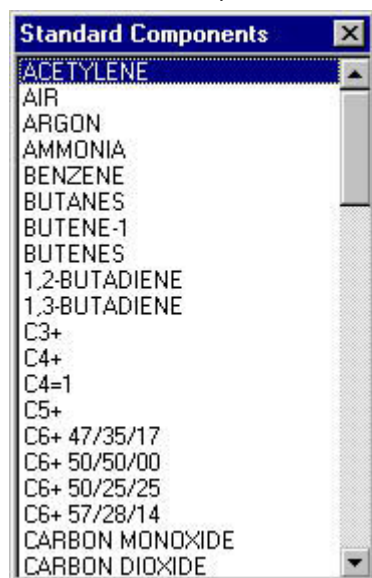 Standard Components
ACETYLENE
AIR
ARGON
AMMONIA
BENZENE
BUTANES
BUTENE-1
BUTENES
1,2-BUTADIENE
1,3-BUTADIENE
C3+
C4+
C4=1
C5+
C6+ 47/35/17
C6+ 50/50/00
C6+ 50/25/25
C6+ 57/28/14
CARBON MONOXIDE
CARBON DIOXIDE